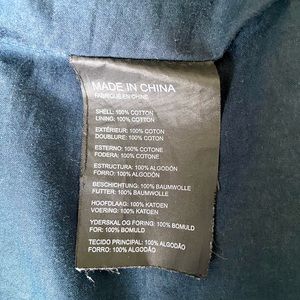 MADE IN CHINA
FABRIQUÉ EN CHINE
SHELL: 100% COTTON
LINING: 100% COTTON
EXTÉRIEUR: 100% COTON
DOUBLURE: 100% COTON
ESTERNO: 100% COTONE
FODERA: 100% COTONE
ESTRUCTURA: 100% ALGODÓN
FORRO: 100% ALGODÓN
BESCHICHTUNG: 100% BAUMWOLLE
FUTTER: 100% BAUMWOLLE
HOOFDLAAG: 100% KATOEN
VOERING: 100% KATOEN
YDERSKAL OG FORING: 100% BOMULD
FOR: 100% BOMULD
TECIDO PRINCIPAL: 100% ALGODÃO
FORRO: 100% ALGODÃO